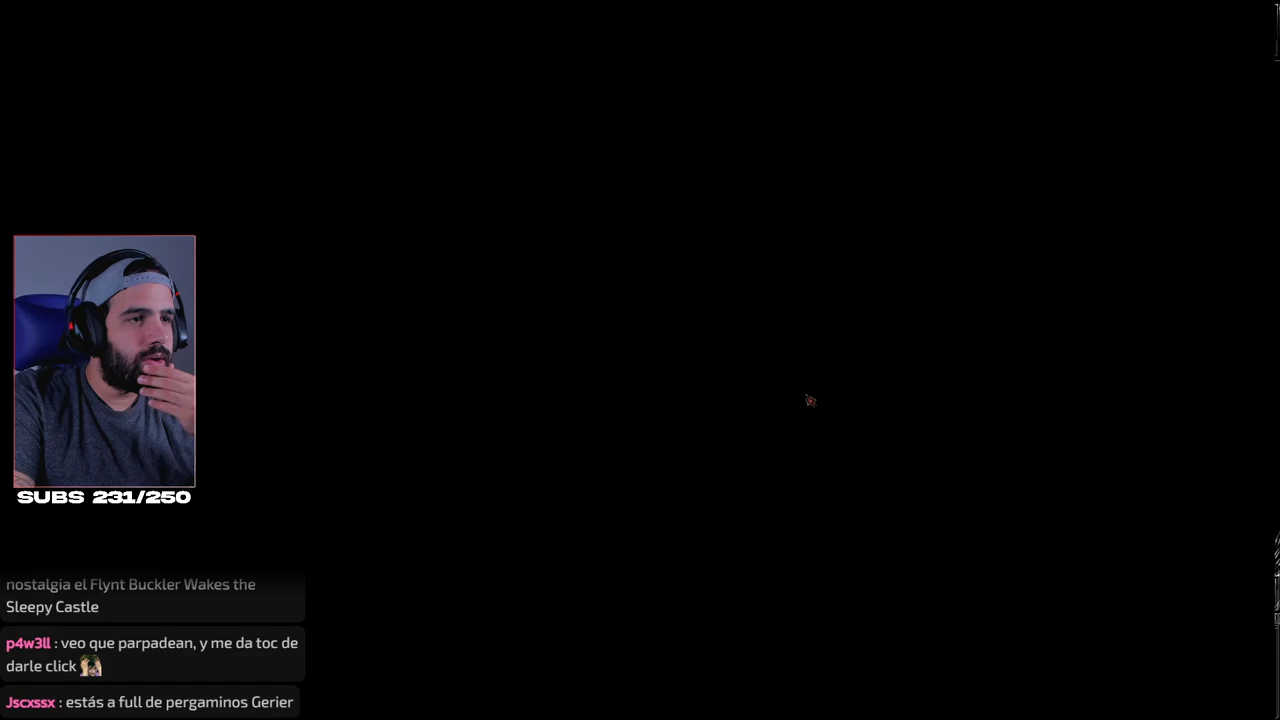 SUBS 231/250
nostalgia el Flynt Buckler Wakes the
Sleepy Castle
p4w3ll : veo que parpadean, y me da toc de
darle click
Jscxssx : estás a full de pergaminos Gerier